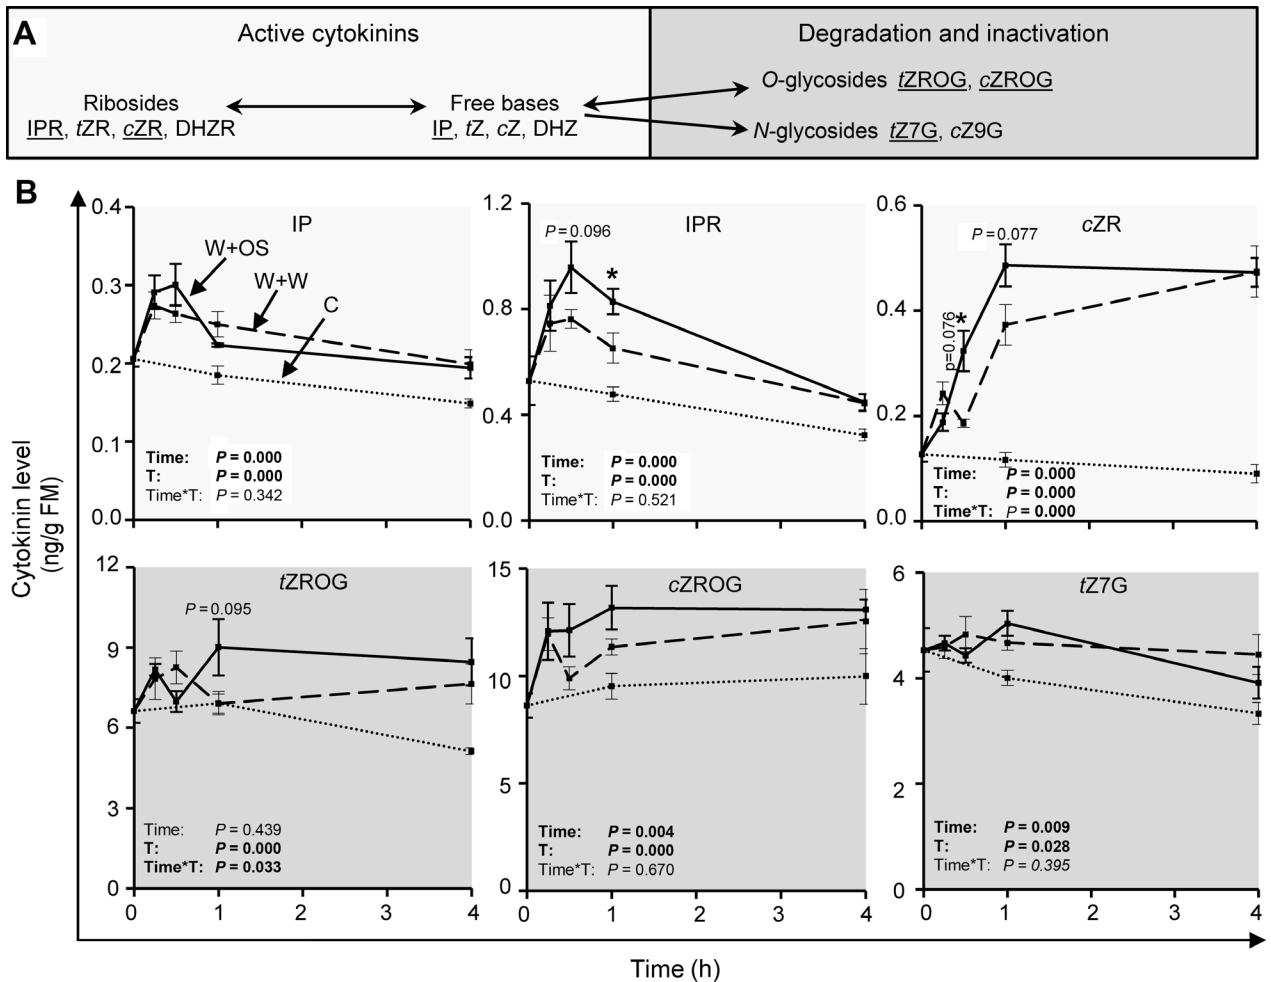 A
Active cytokinins
Degradation and inactivation
Ribosides
IPR, tZR, cZR, DHZR
Free bases
IP, tZ, cZ, DHZ
O-glycosides tZROG, cZROG
N-glycosides tZ7G, cZ9G
B
Cytokinin level
(ng/g FM)
IP
0.4
0.3
0.2
0.1
0.0
W+OS
W+W
C
Time: P = 0.000
T: P = 0.000
Time*T: P = 0.342
IPR
1.2
0.8
0.4
0.0
P = 0.096
*
Time: P = 0.000
T: P = 0.000
Time*T: P = 0.521
cZR
0.6
0.4
0.2
0.0
P = 0.077
p=0.076
*
Time: P = 0.000
T: P = 0.000
Time*T: P = 0.000
tZROG
12
9
6
3
0
P = 0.095
Time: P = 0.439
T: P = 0.000
Time*T: P = 0.033
0 1 2 3 4
cZROG
15
10
5
0
Time: P = 0.004
T: P = 0.000
Time*T: P = 0.670
0 1 2 3 4
tZ7G
6
4
2
0
Time: P = 0.009
T: P = 0.028
Time*T: P = 0.395
0 1 2 3 4
Time (h)